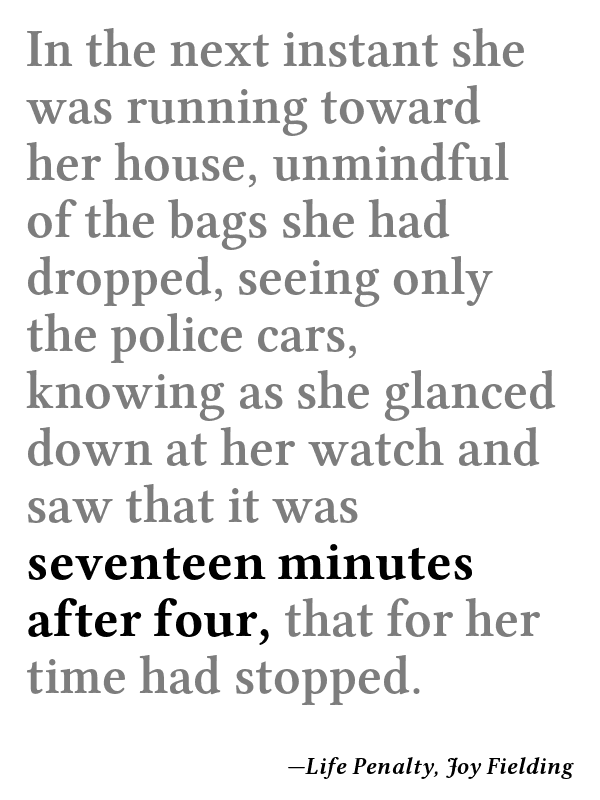 In the next instant she
was running toward
her house, unmindful
of the bags she had
dropped, seeing only
the police cars,
knowing as she glanced
down at her watch and
saw that it was
seventeen minutes
after four, that for her
time had stopped.
—Life Penalty, Joy Fielding